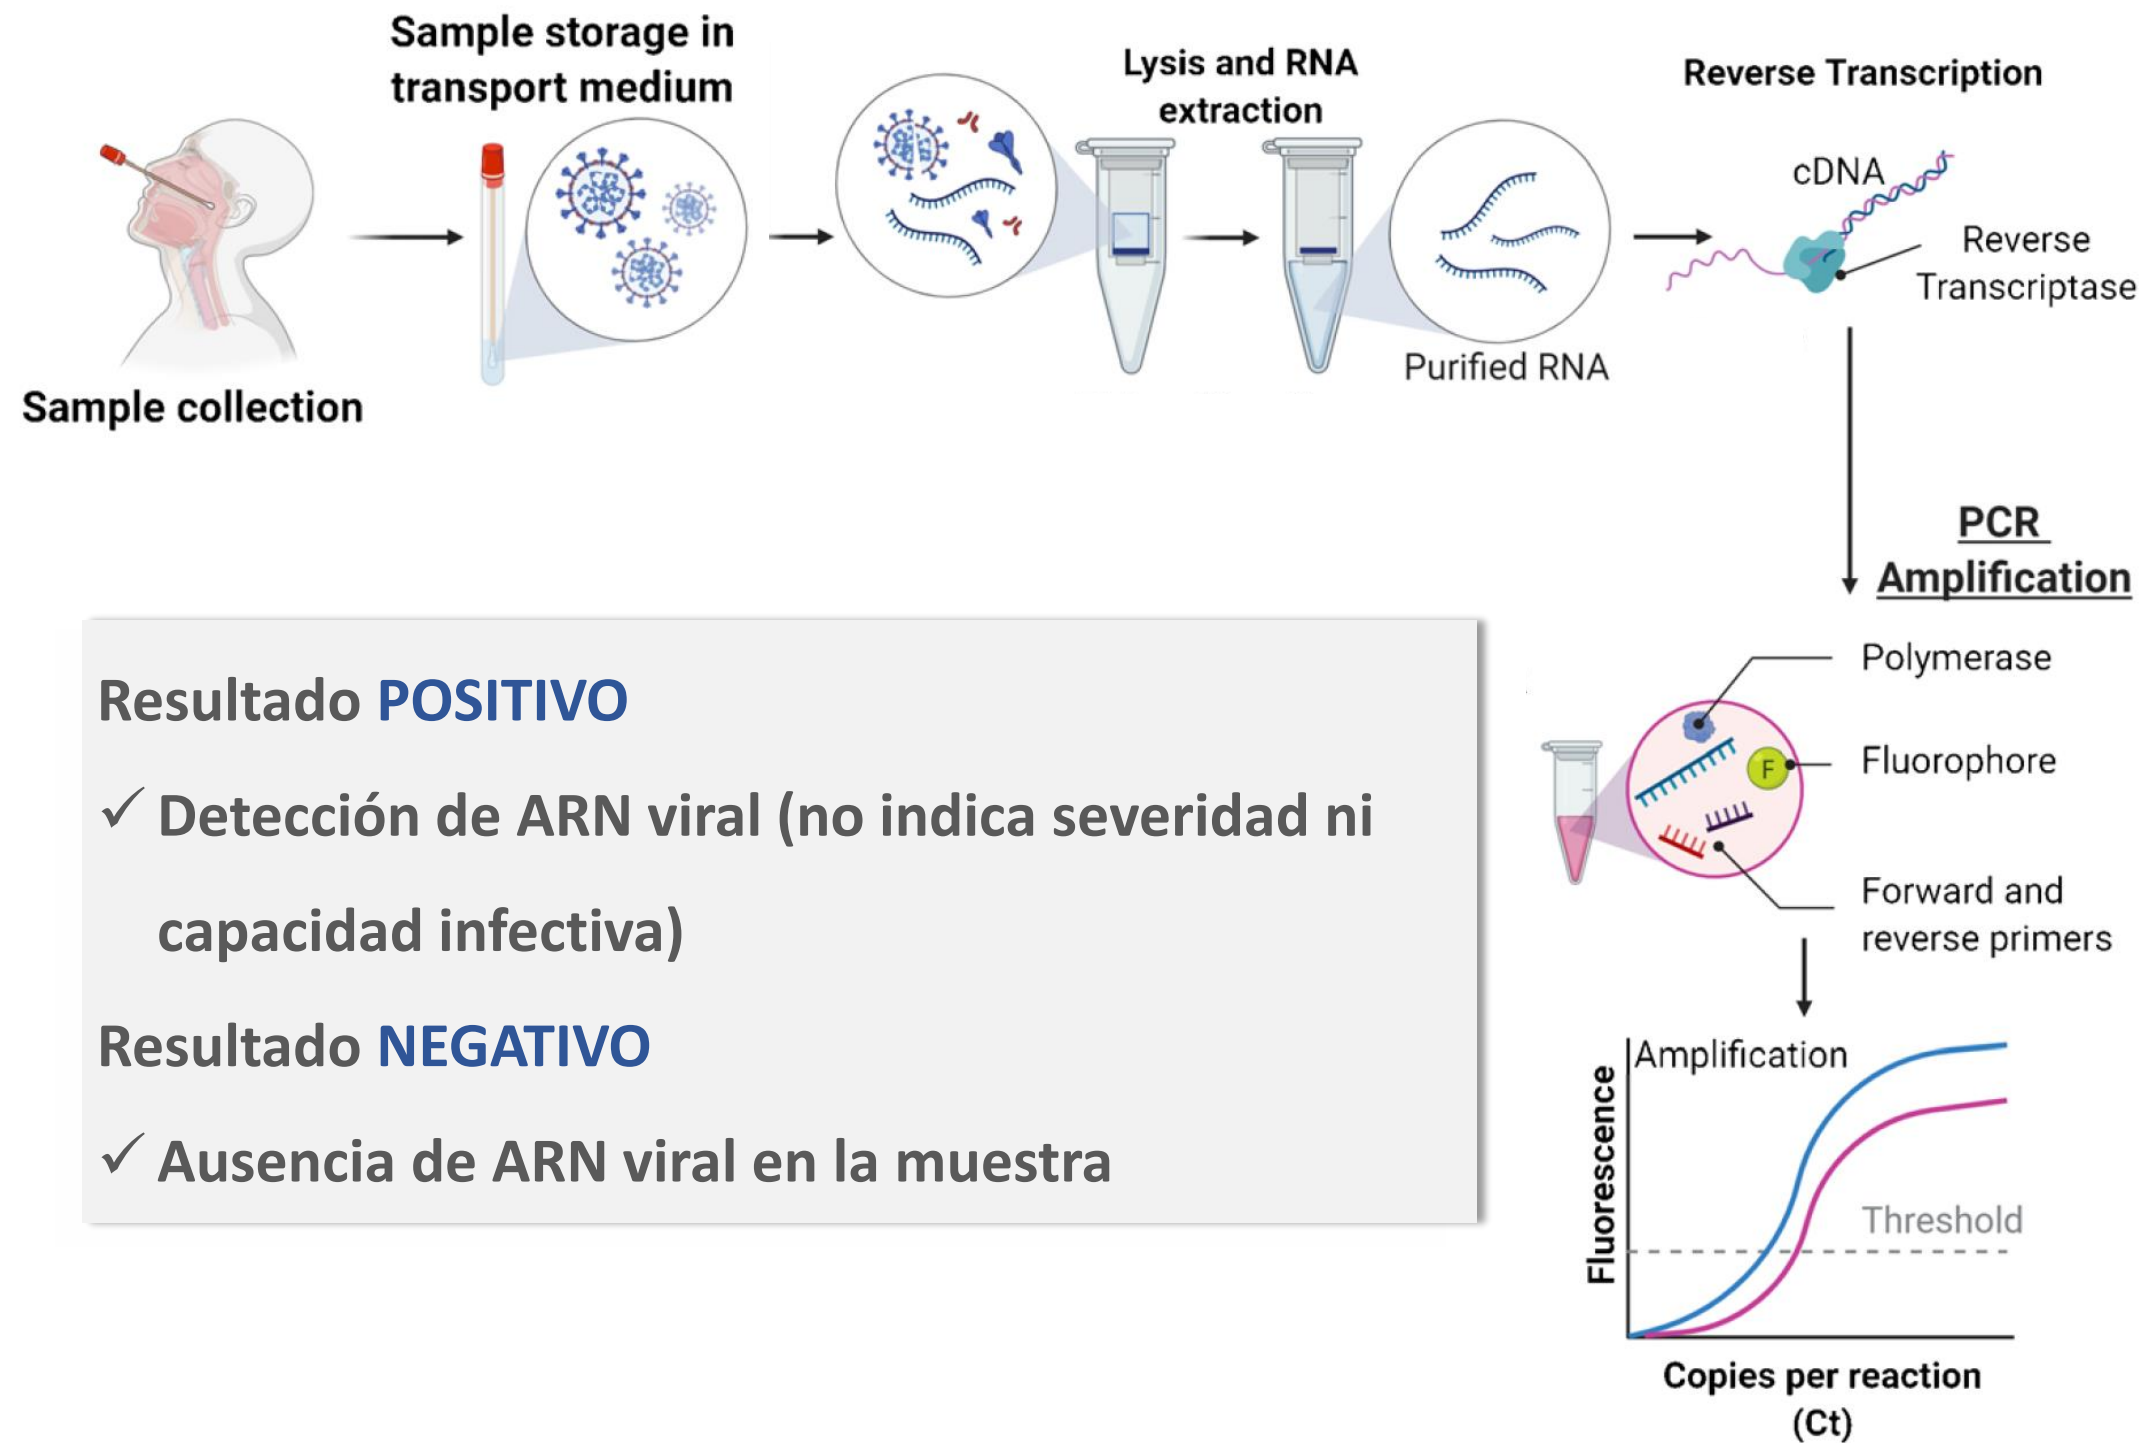 Sample storage in
transport medium
Lysis and RNA
extraction
Reverse Transcription
cDNA
Reverse
Transcriptase
Purified RNA
Sample collection
PCR
Amplification
Polymerase
F
Fluorophore
Forward and
reverse primers
Resultado POSITIVO
✓ Detección de ARN viral (no indica severidad ni
capacidad infectiva)
Resultado NEGATIVO
✓ Ausencia de ARN viral en la muestra
Amplification
Fluorescence
Threshold
Copies per reaction
(Ct)